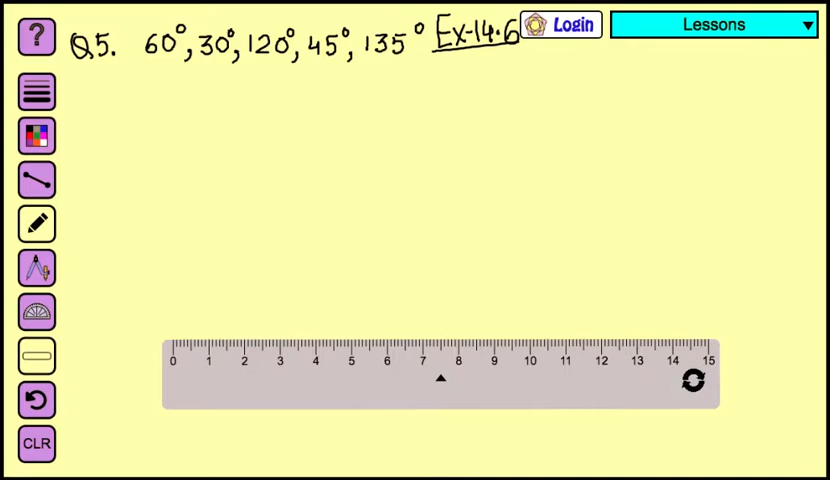 Q5. 60°, 30°, 120°, 45°, 135° Ex-14.6
Login
Lessons
?
0 1 2 3 4 5 6 7 8 9 10 11 12 13 14 15
CLR